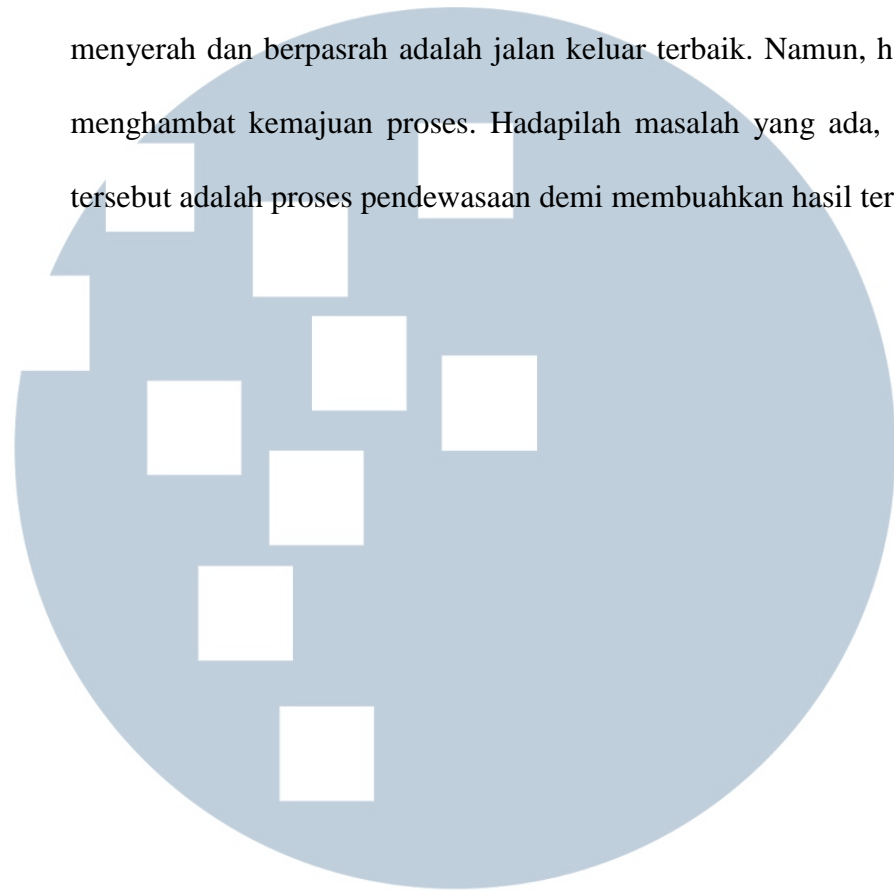 menyerah dan berpasrah adalah jalan keluar terbaik. Namun,
menghambat kemajuan proses. Hadapilah masalah yang ada,
tersebut adalah proses pendewasaan demi membuahkan hasil